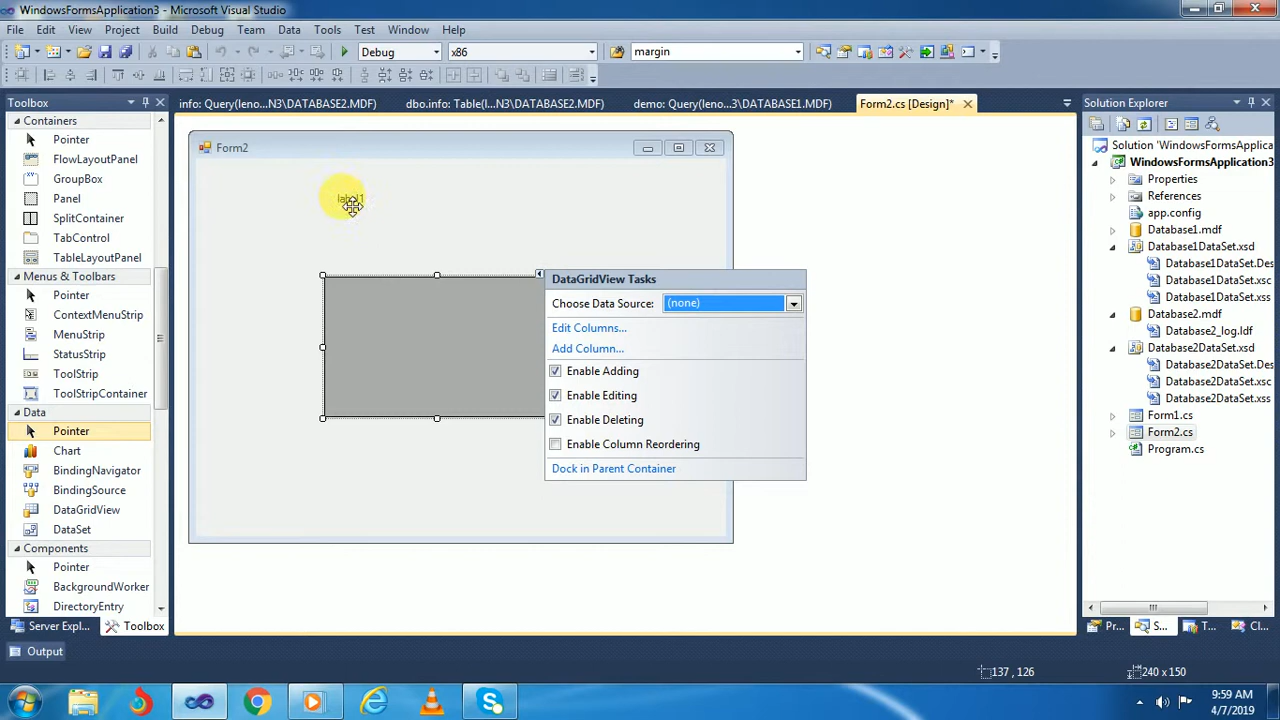 WindowsFormsApplication3 - Microsoft Visual Studio
File Edit View Project Build Debug Team Data Tools Test Window Help
Debug x86 margin
Toolbox
info: Query(leno...N3\DATABASE2.MDF) dbo.info: Table(l...N3\DATABASE2.MDF) demo: Query(leno...3\DATABASE1.MDF) Form2.cs [Design]*
Solution Explorer
Containers
Pointer
FlowLayoutPanel
GroupBox
Panel
SplitContainer
TabControl
TableLayoutPanel
Menus & Toolbars
Pointer
ContextMenuStrip
MenuStrip
StatusStrip
ToolStrip
ToolStripContainer
Data
Pointer
Chart
BindingNavigator
BindingSource
DataGridView
DataSet
Components
Pointer
BackgroundWorker
DirectoryEntry
Server Expl... Toolbox
Output
Form2
label1
DataGridView Tasks
Choose Data Source: (none)
Edit Columns...
Add Column...
Enable Adding
Enable Editing
Enable Deleting
Enable Column Reordering
Dock in Parent Container
Solution 'WindowsFormsApplica
WindowsFormsApplication3
Properties
References
app.config
Database1.mdf
Database1DataSet.xsd
Database1DataSet.Des
Database1DataSet.xsc
Database1DataSet.xss
Database2.mdf
Database2_log.ldf
Database2DataSet.xsd
Database2DataSet.Des
Database2DataSet.xsc
Database2DataSet.xss
Form1.cs
Form2.cs
Program.cs
Pr... S... T... Cl...
137 , 126 240 x 150
9:59 AM
4/7/2019